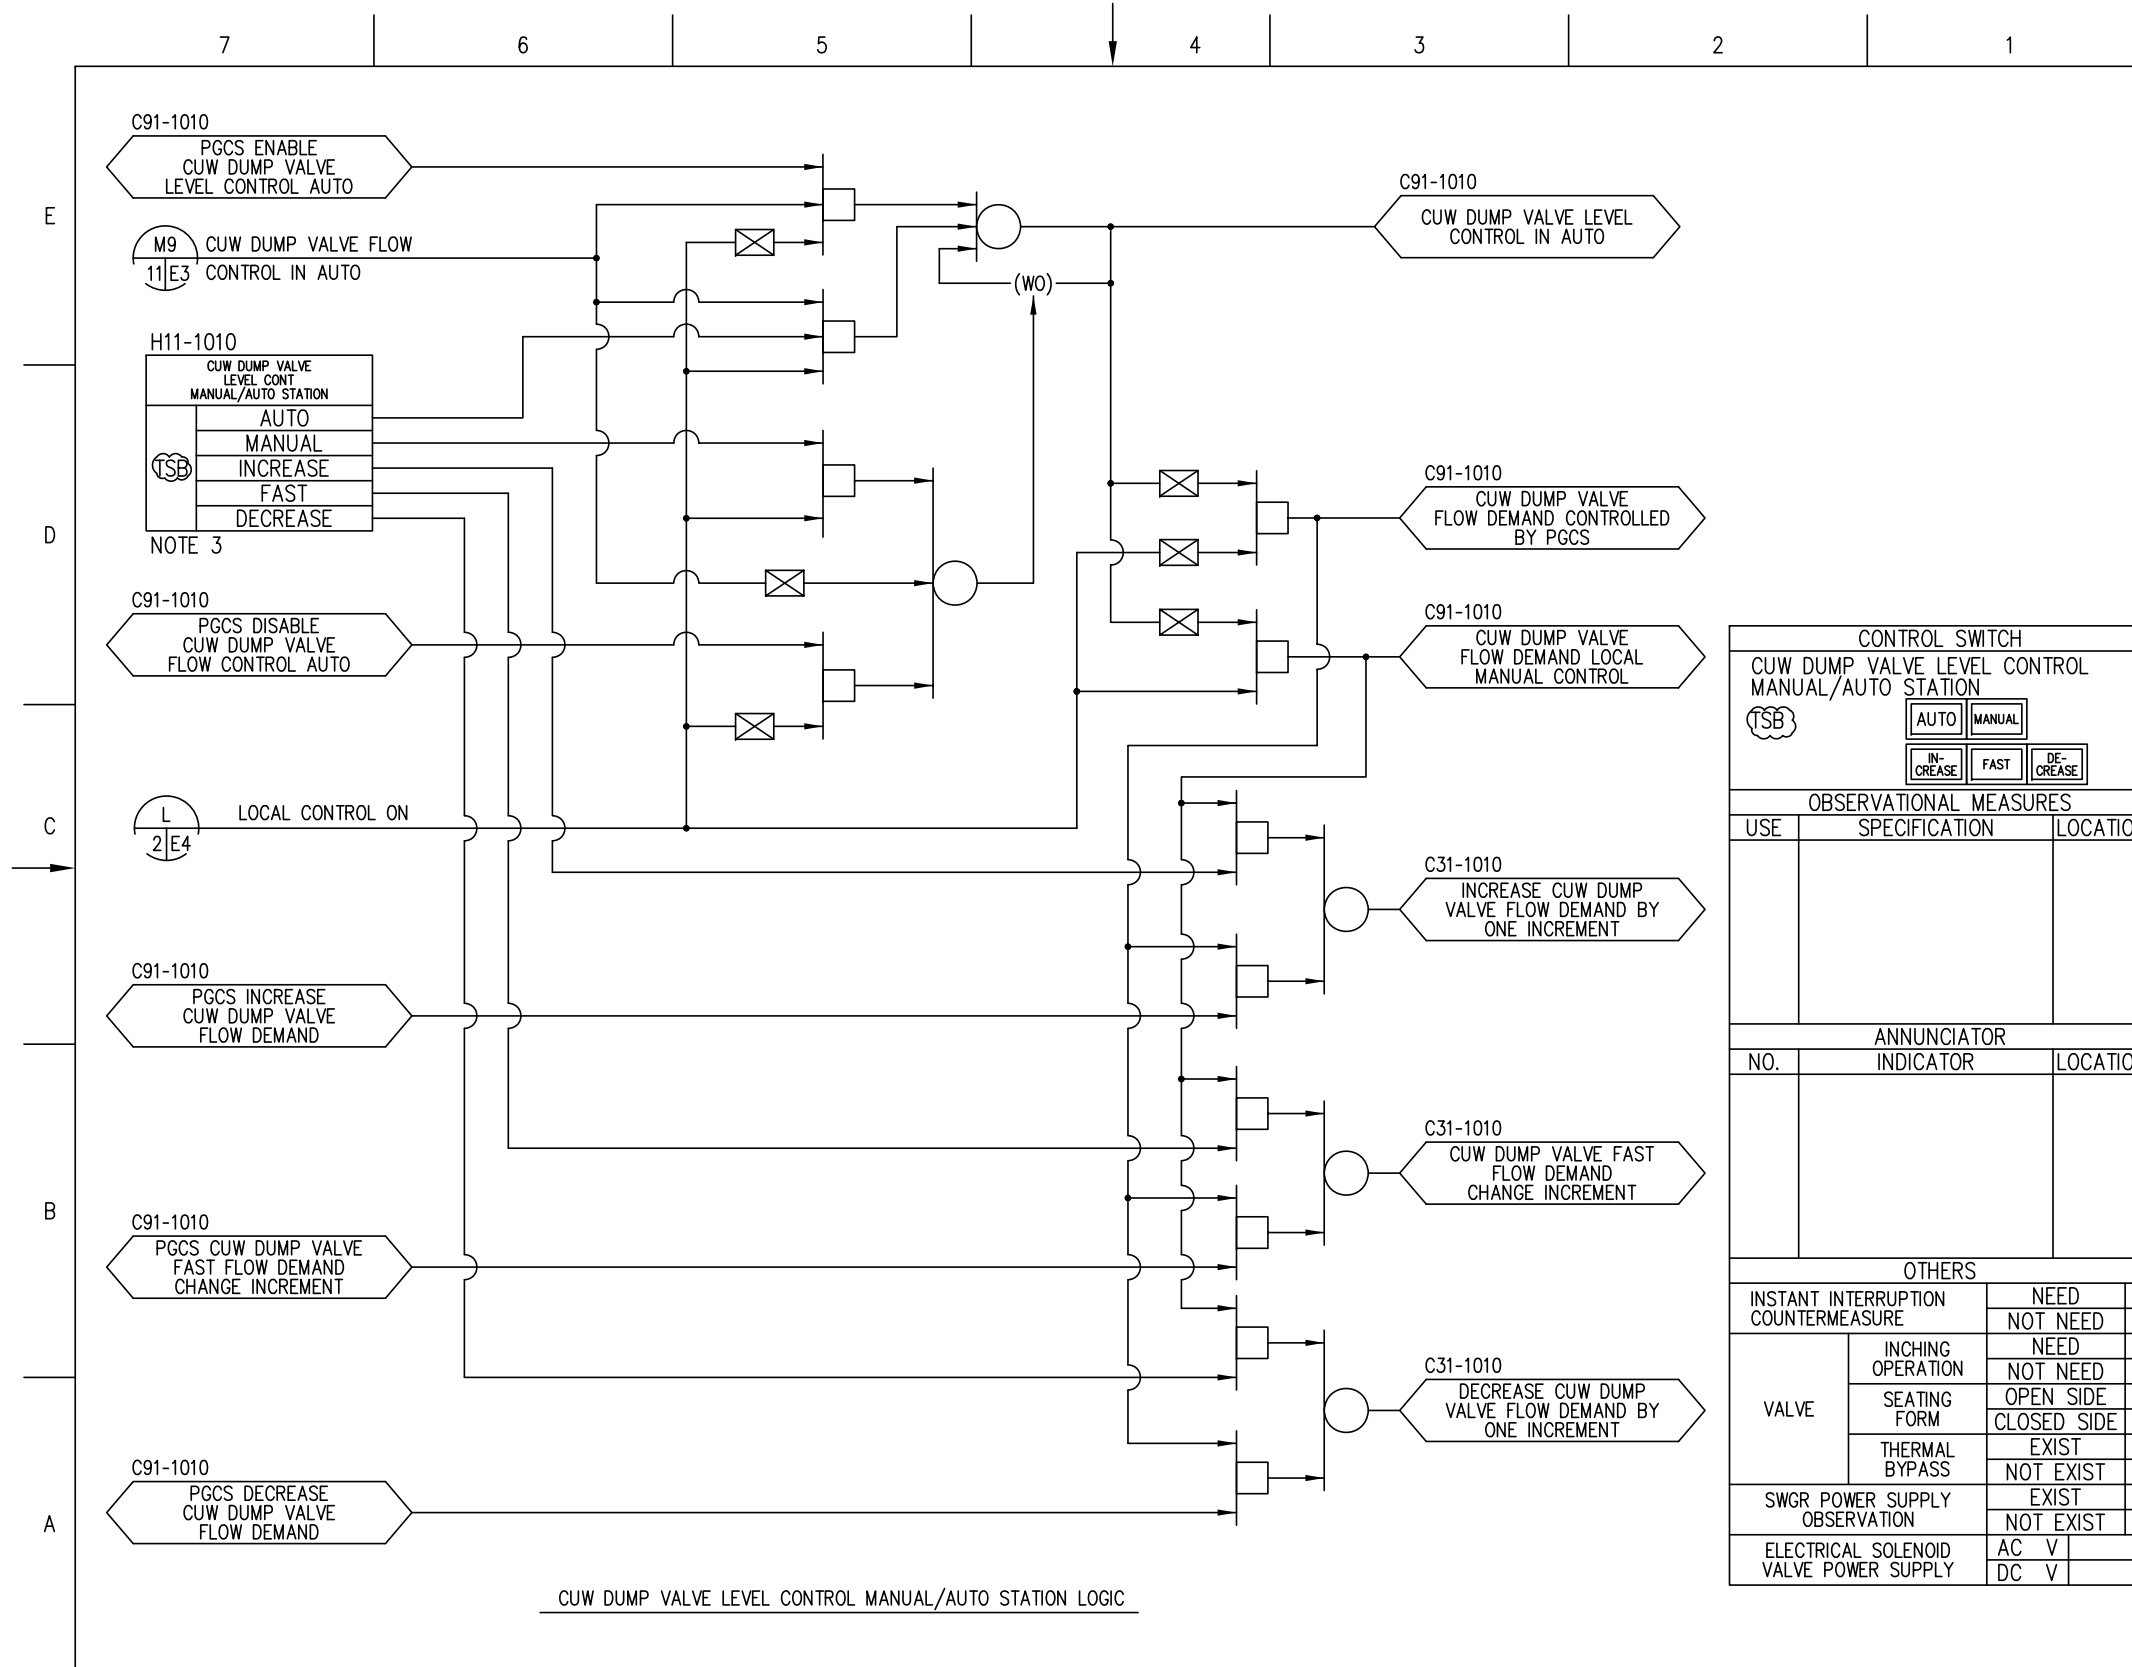 7 6 5 4 3 2 1
E
D
C
B
A
C91-1010
PGCS ENABLE
CUW DUMP VALVE
LEVEL CONTROL AUTO
M9
11 E3
CUW DUMP VALVE FLOW
CONTROL IN AUTO
H11-1010
CUW DUMP VALVE
LEVEL CONT
MANUAL/AUTO STATION
TSB
AUTO
MANUAL
INCREASE
FAST
DECREASE
NOTE 3
C91-1010
PGCS DISABLE
CUW DUMP VALVE
FLOW CONTROL AUTO
L
2 E4
LOCAL CONTROL ON
C91-1010
PGCS INCREASE
CUW DUMP VALVE
FLOW DEMAND
C91-1010
PGCS CUW DUMP VALVE
FAST FLOW DEMAND
CHANGE INCREMENT
C91-1010
PGCS DECREASE
CUW DUMP VALVE
FLOW DEMAND
(WO)
C91-1010
CUW DUMP VALVE LEVEL
CONTROL IN AUTO
C91-1010
CUW DUMP VALVE
FLOW DEMAND CONTROLLED
BY PGCS
C91-1010
CUW DUMP VALVE
FLOW DEMAND LOCAL
MANUAL CONTROL
C31-1010
INCREASE CUW DUMP
VALVE FLOW DEMAND BY
ONE INCREMENT
C31-1010
CUW DUMP VALVE FAST
FLOW DEMAND
CHANGE INCREMENT
C31-1010
DECREASE CUW DUMP
VALVE FLOW DEMAND BY
ONE INCREMENT
CUW DUMP VALVE LEVEL CONTROL MANUAL/AUTO STATION LOGIC
CONTROL SWITCH
CUW DUMP VALVE LEVEL CONTROL
MANUAL/AUTO STATION
TSB
AUTO MANUAL
IN-
CREASE
FAST
DE-
CREASE
OBSERVATIONAL MEASURES
USE SPECIFICATION LOCATIO
ANNUNCIATOR
NO. INDICATOR LOCATIO
OTHERS
INSTANT INTERRUPTION
COUNTERMEASURE
NEED
NOT NEED
VALVE
INCHING
OPERATION
NEED
NOT NEED
SEATING
FORM
OPEN SIDE
CLOSED SIDE
THERMAL
BYPASS
EXIST
NOT EXIST
SWGR POWER SUPPLY
OBSERVATION
EXIST
NOT EXIST
ELECTRICAL SOLENOID
VALVE POWER SUPPLY
AC V
DC V